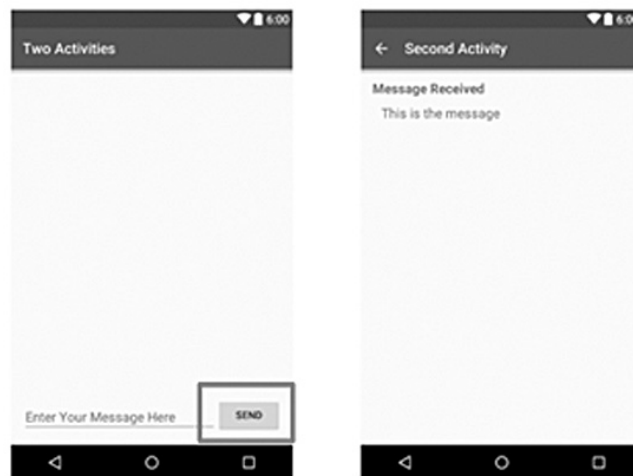 6:00
Two Activities
Enter Your Message Here
SEND
6:00
Second Activity
Message Received
This is the message